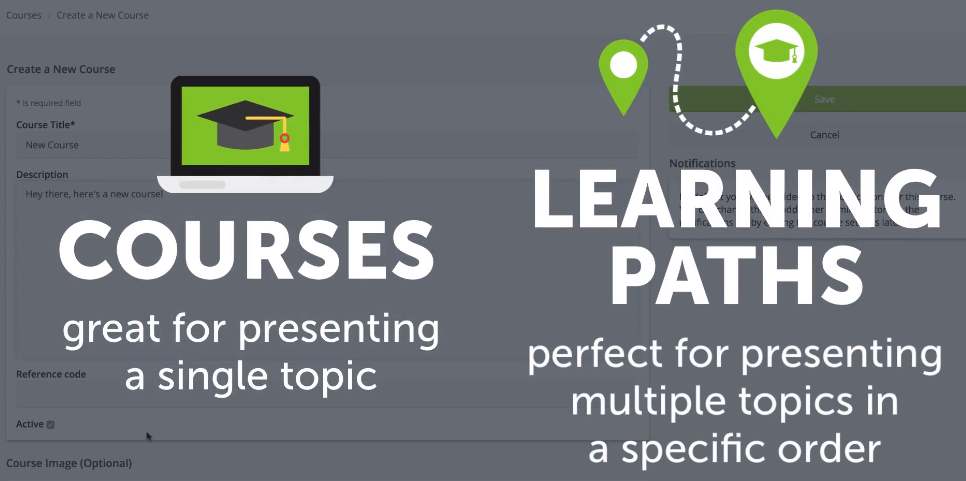 Courses / Create a New Course
Create a New Course
* is required field
Course Title*
New Course
Description
Hey there, here's a new course!
COURSES
great for presenting
a single topic
Reference code
Active
Course Image (Optional)
Save
Cancel
Notifications
LEARNING
PATHS
perfect for presenting
multiple topics in
a specific order